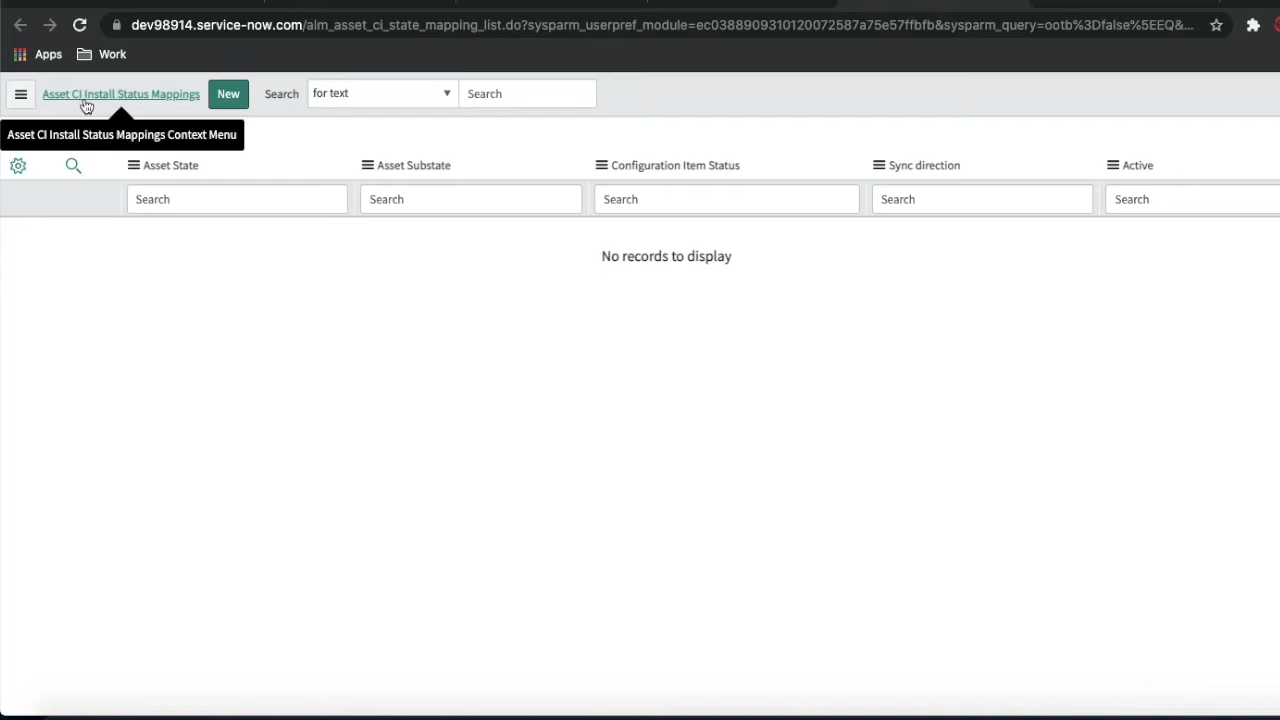 dev98914.service-now.com/alm_asset_ci_state_mapping_list.do?sysparm_userpref_module=ec0388909310120072587a75e57ffbfb&sysparm_query=ootb%3Dfalse%5EEQ&...
Apps Work
Asset CI Install Status Mappings New Search for text Search
Asset CI Install Status Mappings Context Menu
Asset State Asset Substate Configuration Item Status Sync direction Active
Search Search Search Search Search
No records to display